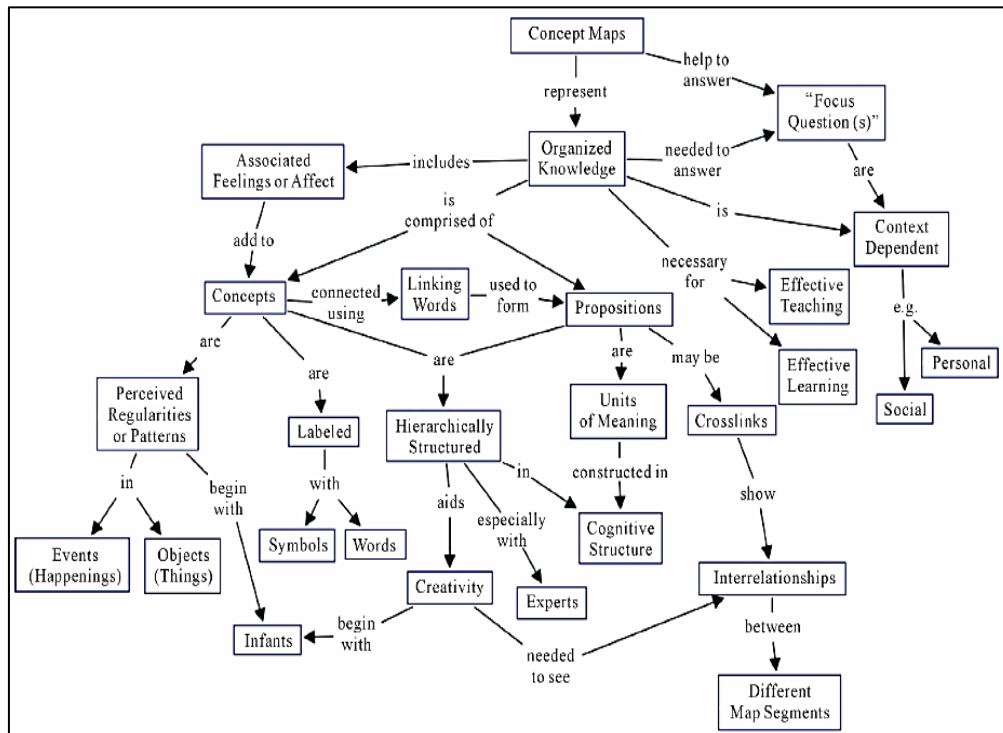 Concept Maps
help to
answer
represent
"Focus
Question (s)"
Organized
Knowledge
needed to
answer
includes
Associated
Feelings or Affect
are
is
comprised of
is
Context
Dependent
add to
necessary
for
Effective
Teaching
Concepts
connected
using
Linking
Words
used to
form
Propositions
e.g.
are
are
are
are
may be
Effective
Learning
Personal
Social
Perceived
Regularities
or Patterns
Labeled
Hierarchically
Structured
Units
of Meaning
Crosslinks
in
begin
with
with
aids
in
especially
with
constructed in
show
Events
(Happenings)
Objects
(Things)
Symbols
Words
Cognitive
Structure
Creativity
Experts
Interrelationships
Infants
begin
with
needed
to see
between
Different
Map Segments